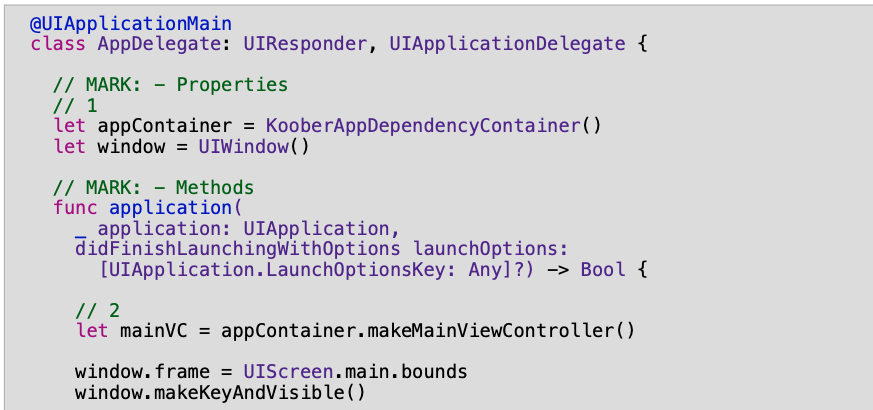 @UIApplicationMain
class AppDelegate: UIResponder, UIApplicationDelegate {
// MARK: - Properties
// 1
let appContainer = KooberAppDependencyContainer()
let window = UIWindow()
// MARK: - Methods
func application(
_ application: UIApplication,
didFinishLaunchingWithOptions launchOptions:
[UIApplication.LaunchOptionsKey: Any]?) -> Bool {
// 2
let mainVC = appContainer.makeMainViewController()
window.frame = UIScreen.main.bounds
window.makeKeyAndVisible()